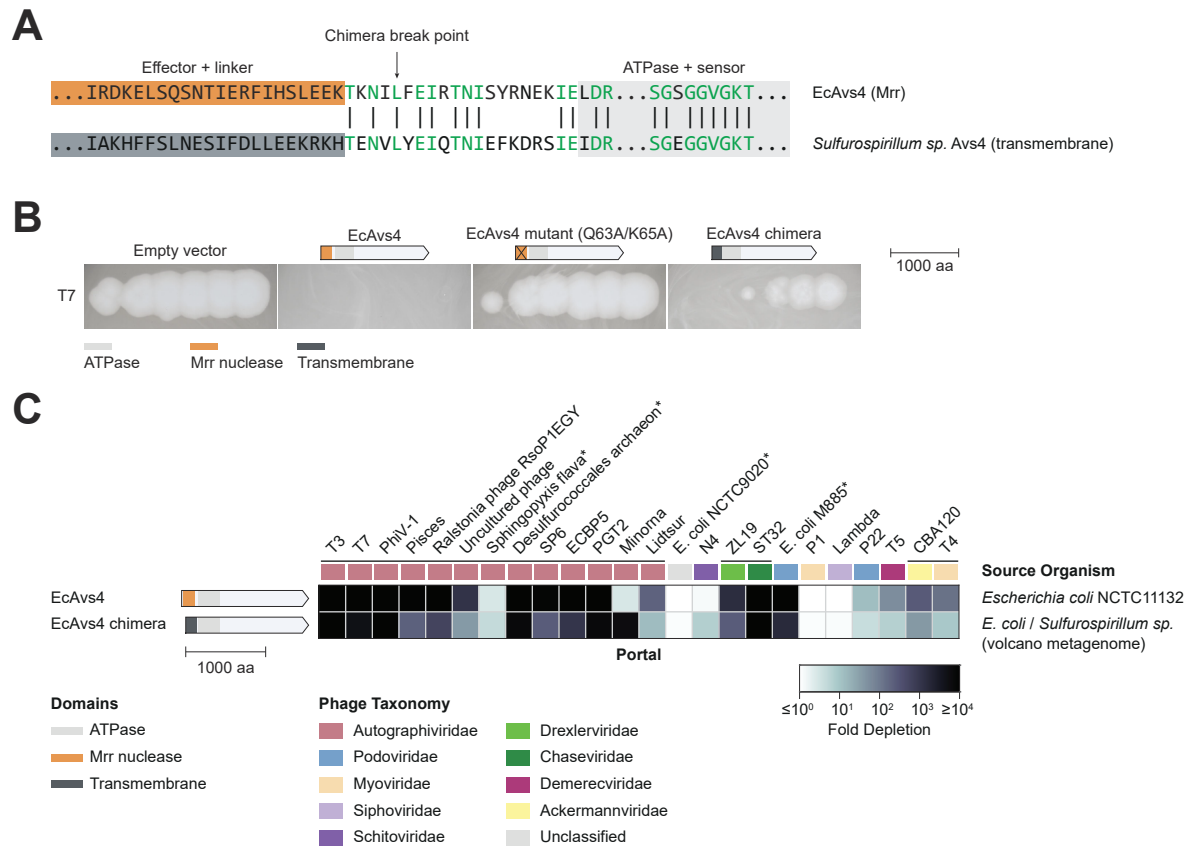 A
Chimera break point
Effector + linker
ATPase + sensor
...IRDKELSQSNTIERFIHSLEEKTKNILFEIRTNISYRNEKIELDR...SGSGGVGKT...
EcAvs4 (Mrr)
...IAKHFFSLNESIFDLLEEKRKHTENVLYEIQTNIEFKDRSIEIDR...SGEGGVGKT...
Sulfurospirillum sp. Avs4 (transmembrane)
B
Empty vector
EcAvs4
EcAvs4 mutant (Q63A/K65A)
EcAvs4 chimera
1000 aa
T7
ATPase
Mrr nuclease
Transmembrane
C
T3
T7
PhiV-1
Pisces
Ralstonia phage RsoP1EGY
Uncultured phage
Sphingopyxis flava*
Desulfurococcales archaeon*
SP6
ECBP5
PGT2
Minorna
Lidtsur
E. coli NCTC9020*
N4
ZL19
ST32
E. coli M885*
P1
Lambda
P22
T5
CBA120
T4
Source Organism
EcAvs4
Escherichia coli NCTC11132
EcAvs4 chimera
E. coli / Sulfurospirillum sp.
(volcano metagenome)
1000 aa
Portal
≤10⁰ 10¹ 10² 10³ ≥10⁴
Fold Depletion
Domains
ATPase
Mrr nuclease
Transmembrane
Phage Taxonomy
Autographiviridae
Podoviridae
Myoviridae
Siphoviridae
Schitoviridae
Drexlerviridae
Chaseviridae
Demerecviridae
Ackermannviridae
Unclassified